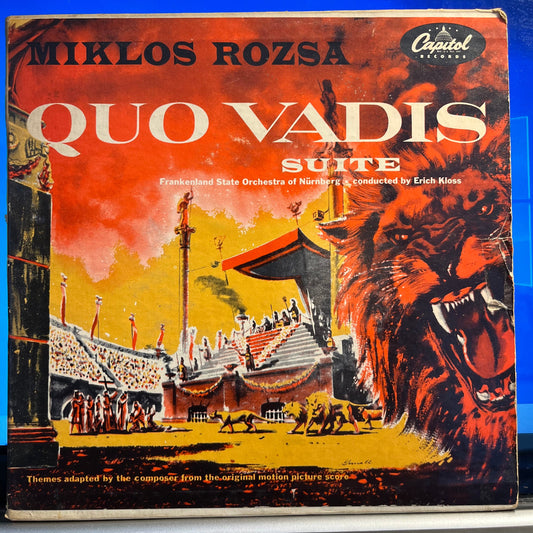 MIKLOS ROZSA
Capitol
RECORDS
QUO VADIS
SUITE
Frankenland State Orchestra of Nürnberg • conducted by Erich Kloss
Themes adapted by the composer from the original motion picture score